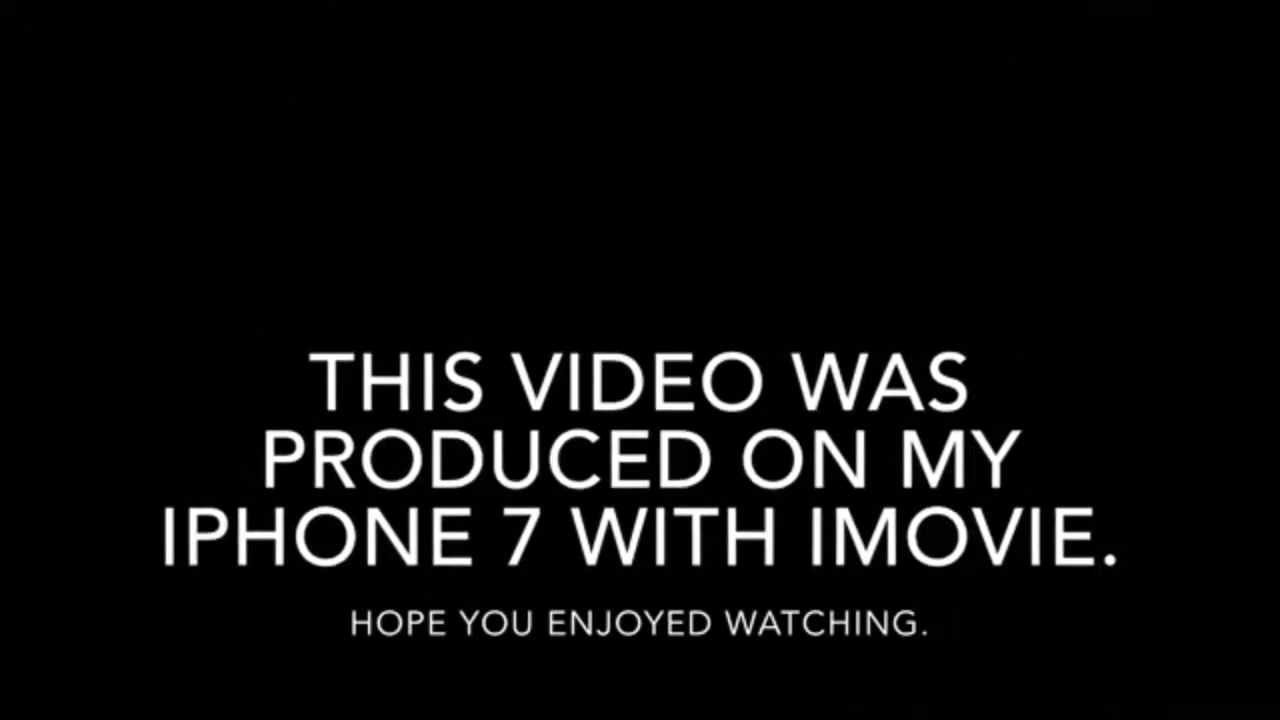 THIS VIDEO WAS
PRODUCED ON MY
IPHONE 7 WITH IMOVIE.
HOPE YOU ENJOYED WATCHING.